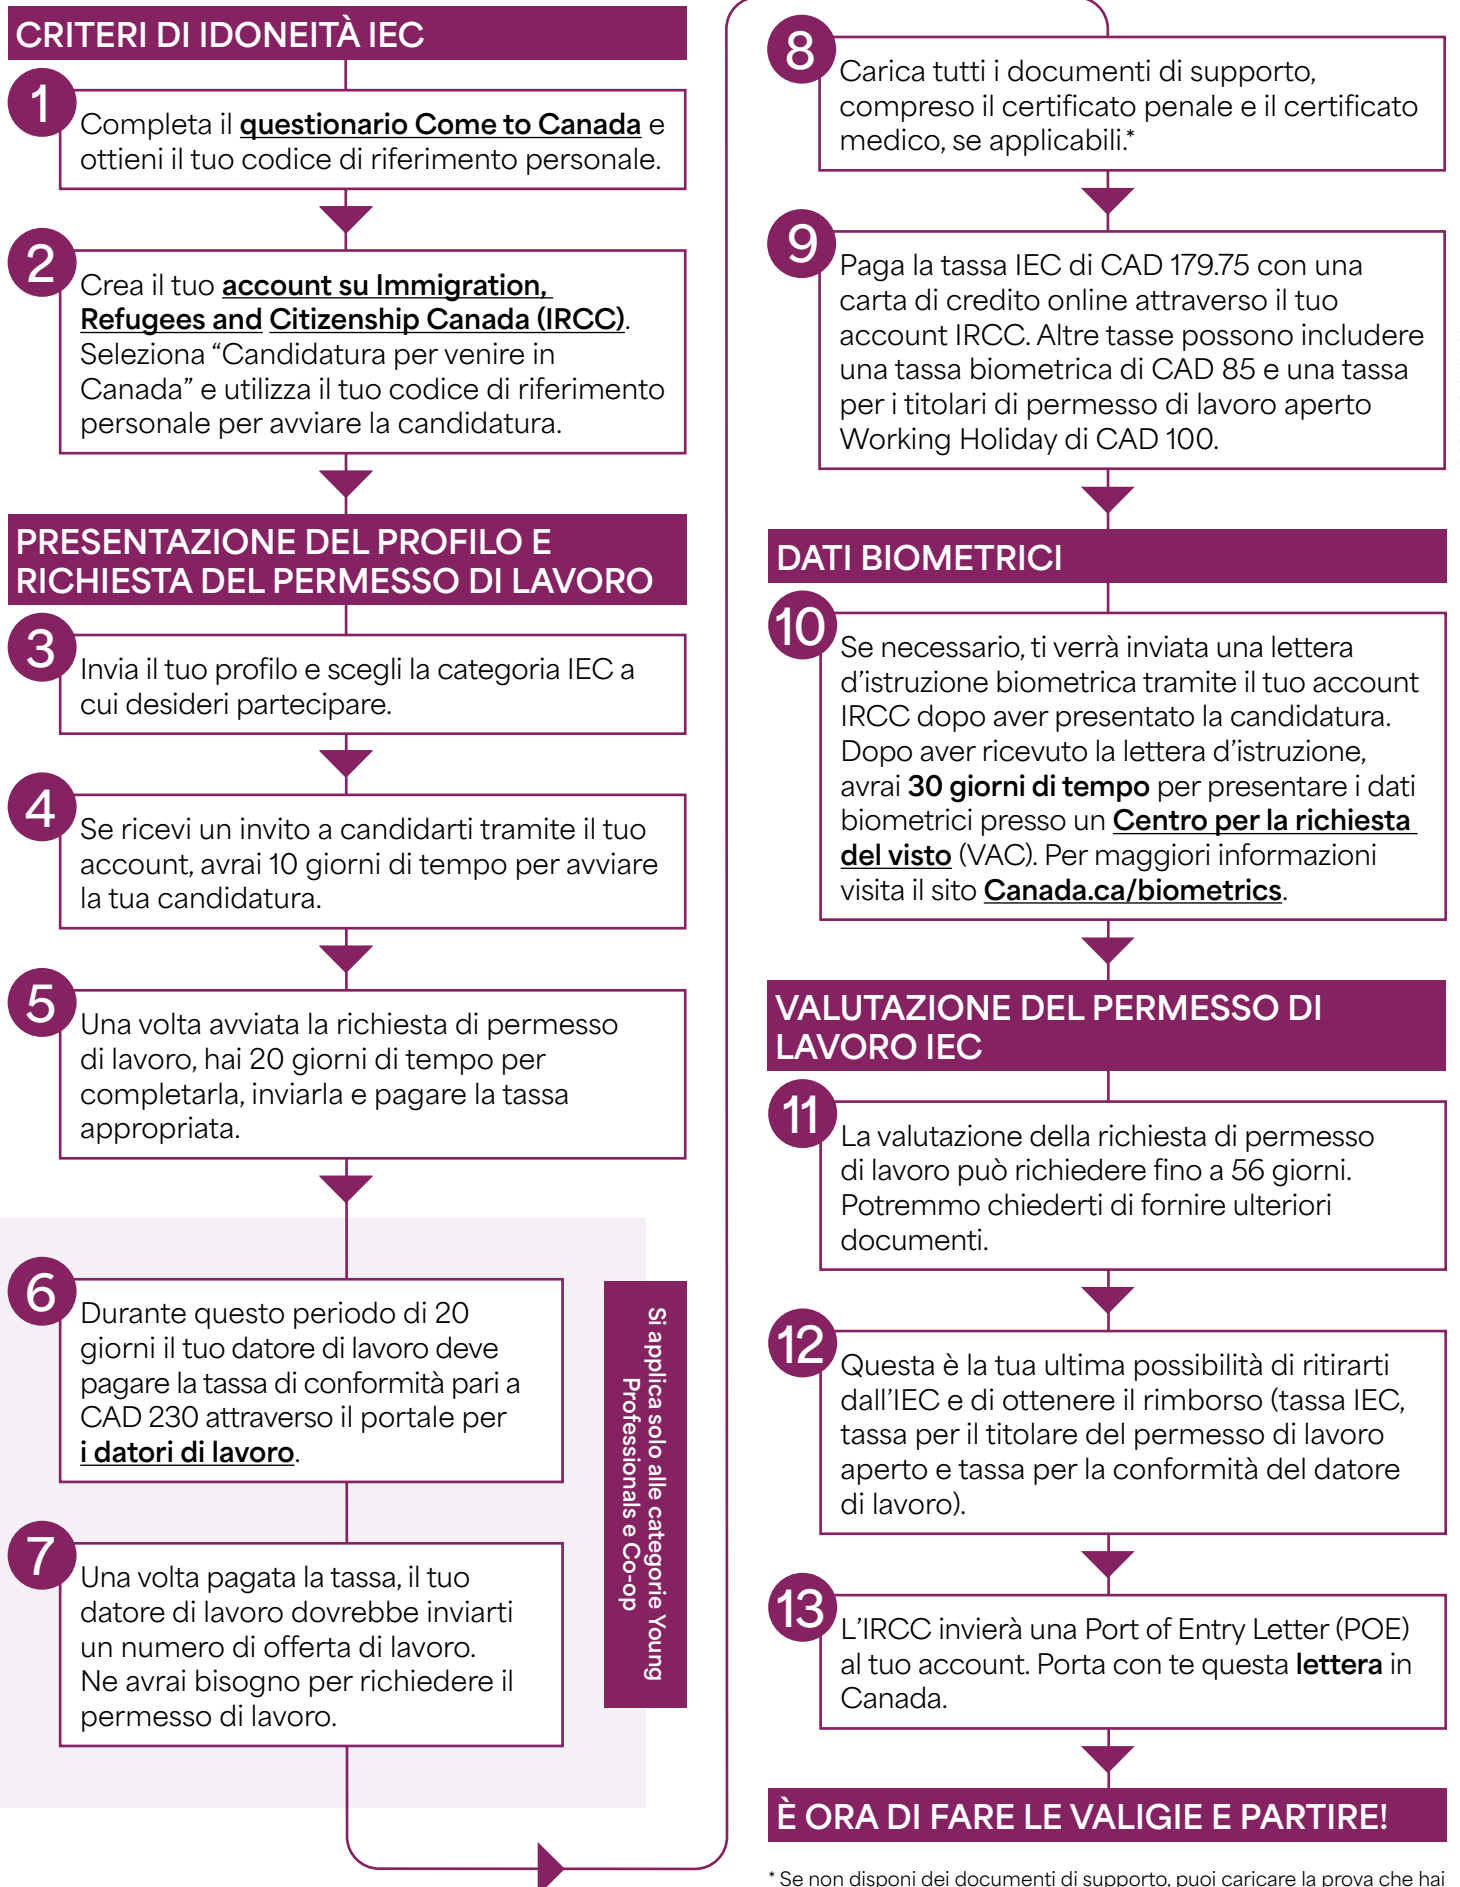 CRITERI DI IDONEITÀ IEC
1
Completa il questionario Come to Canada e
ottieni il tuo codice di riferimento personale.
2
Crea il tuo account su Immigration,
Refugees and Citizenship Canada (IRCC).
Seleziona “Candidatura per venire in
Canada” e utilizza il tuo codice di riferimento
personale per avviare la candidatura.
PRESENTAZIONE DEL PROFILO E
RICHIESTA DEL PERMESSO DI LAVORO
3
Invia il tuo profilo e scegli la categoria IEC a
cui desideri partecipare.
4
Se ricevi un invito a candidarti tramite il tuo
account, avrai 10 giorni di tempo per avviare
la tua candidatura.
5
Una volta avviata la richiesta di permesso
di lavoro, hai 20 giorni di tempo per
completarla, inviarla e pagare la tassa
appropriata.
6
Durante questo periodo di 20
giorni il tuo datore di lavoro deve
pagare la tassa di conformità pari a
CAD 230 attraverso il portale per
i datori di lavoro.
7
Una volta pagata la tassa, il tuo
datore di lavoro dovrebbe inviarti
un numero di offerta di lavoro.
Ne avrai bisogno per richiedere il
permesso di lavoro.
Si applica solo alle categorie Young
Professionals e Co-op
8
Carica tutti i documenti di supporto,
compreso il certificato penale e il certificato
medico, se applicabili.*
9
Paga la tassa IEC di CAD 179.75 con una
carta di credito online attraverso il tuo
account IRCC. Altre tasse possono includere
una tassa biometrica di CAD 85 e una tassa
per i titolari di permesso di lavoro aperto
Working Holiday di CAD 100.
DATI BIOMETRICI
10
Se necessario, ti verrà inviata una lettera
d’istruzione biometrica tramite il tuo account
IRCC dopo aver presentato la candidatura.
Dopo aver ricevuto la lettera d’istruzione,
avrai 30 giorni di tempo per presentare i dati
biometrici presso un Centro per la richiesta
del visto (VAC). Per maggiori informazioni
visita il sito Canada.ca/biometrics.
VALUTAZIONE DEL PERMESSO DI
LAVORO IEC
11
La valutazione della richiesta di permesso
di lavoro può richiedere fino a 56 giorni.
Potremmo chiederti di fornire ulteriori
documenti.
12
Questa è la tua ultima possibilità di ritirarti
dall’IEC e di ottenere il rimborso (tassa IEC,
tassa per il titolare del permesso di lavoro
aperto e tassa per la conformità del datore
di lavoro).
13
L’IRCC invierà una Port of Entry Letter (POE)
al tuo account. Porta con te questa lettera in
Canada.
È ORA DI FARE LE VALIGIE E PARTIRE!
* Se non disponi dei documenti di supporto, puoi caricare la prova che hai